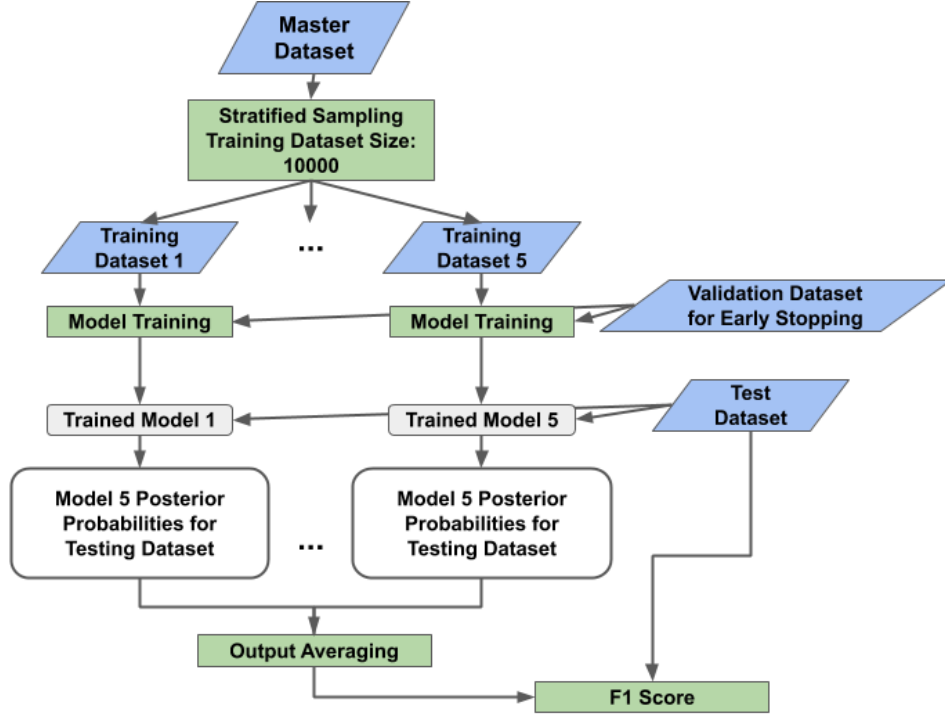 Master
Dataset
Stratified Sampling
Training Dataset Size:
10000
Training
Dataset 1
...
Training
Dataset 5
Model Training
Model Training
Validation Dataset
for Early Stopping
Trained Model 1
Trained Model 5
Test
Dataset
Model 5 Posterior
Probabilities for
Testing Dataset
...
Model 5 Posterior
Probabilities for
Testing Dataset
Output Averaging
F1 Score